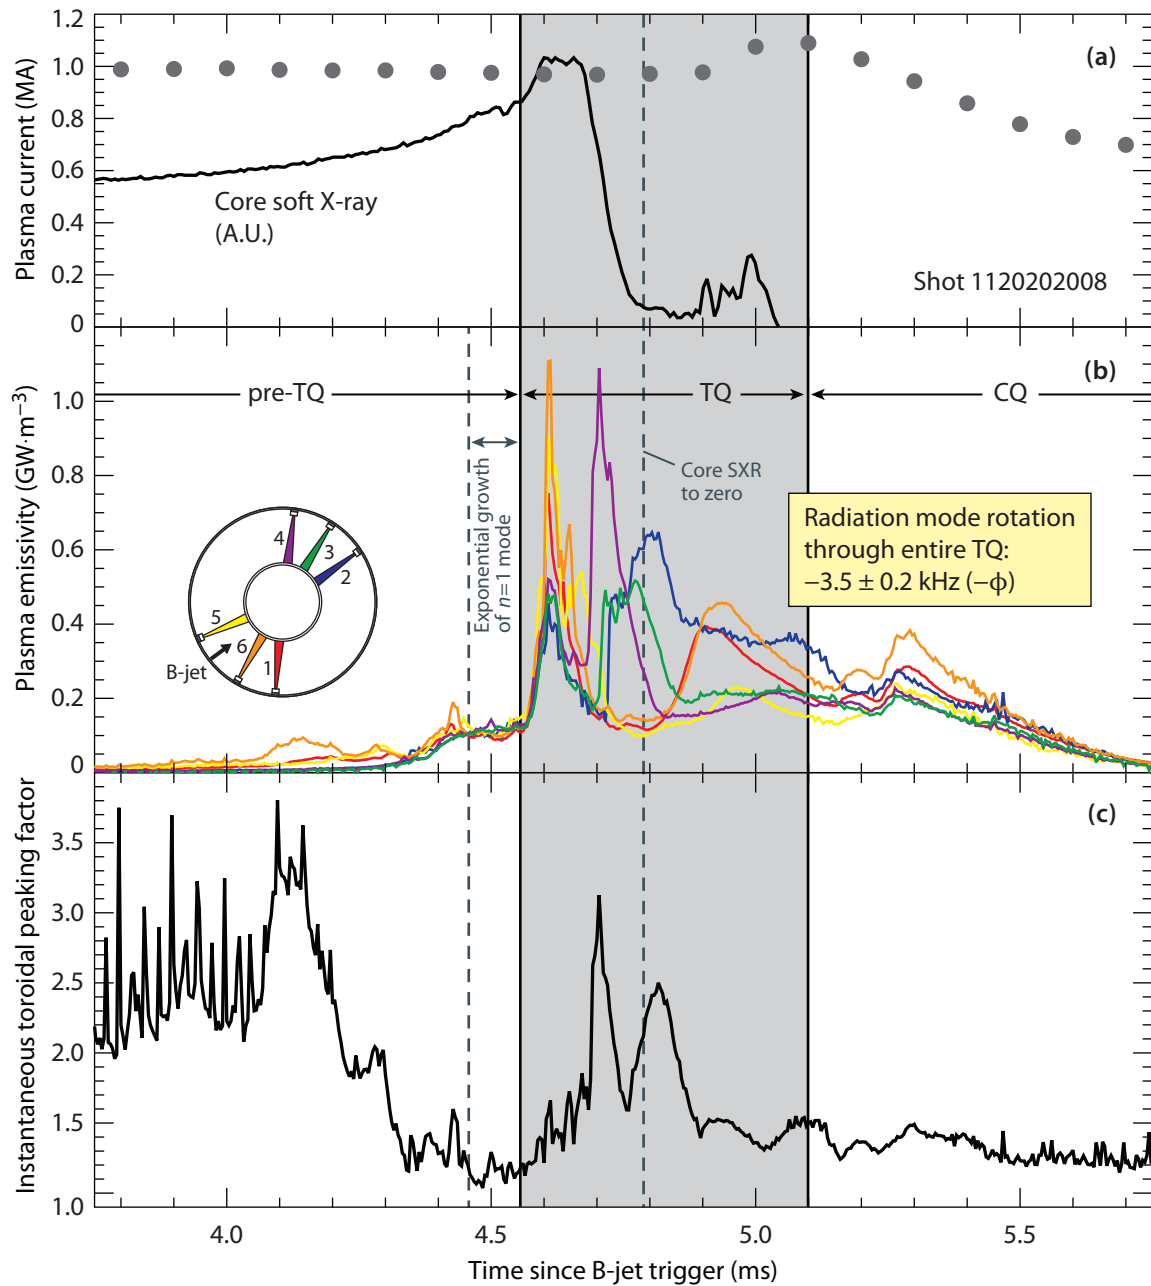 1.2
1.0
0.8
0.6
0.4
0.2
0
Plasma current (MA)
(a)
Core soft X-ray
(A.U.)
Shot 1120202008
1.0
0.8
0.6
0.4
0.2
0
Plasma emissivity (GW·m⁻³)
(b)
pre-TQ
TQ
CQ
Exponential growth
of n=1 mode
Core SXR
to zero
Radiation mode rotation
through entire TQ:
−3.5 ± 0.2 kHz (−ϕ)
4
3
2
5
6
1
B-jet
3.5
3.0
2.5
2.0
1.5
1.0
Instantaneous toroidal peaking factor
(c)
4.0
4.5
5.0
5.5
Time since B-jet trigger (ms)